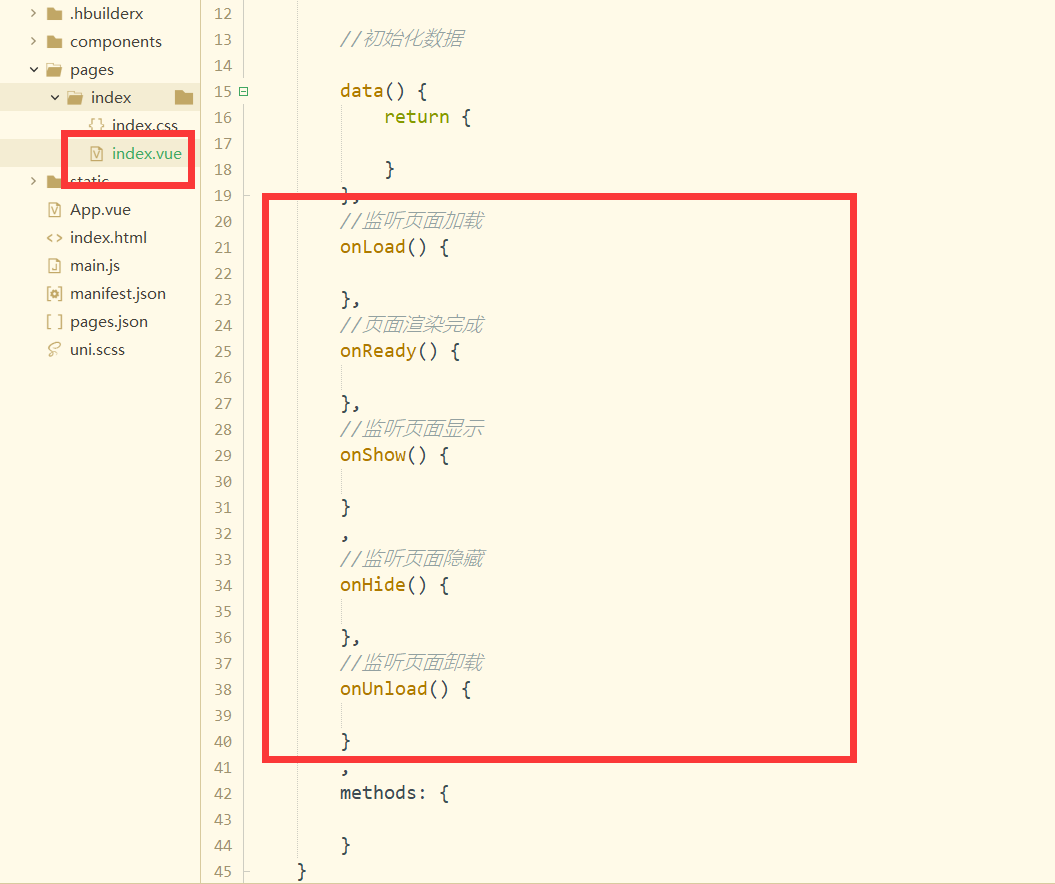 .hbuilderx
components
pages
index
index.css
index.vue
static
App.vue
index.html
main.js
manifest.json
pages.json
uni.scss
12
13 //初始化数据
14
15 data() {
16 return {
17
18 }
19 },
20 //监听页面加载
21 onLoad() {
22
23 },
24 //页面渲染完成
25 onReady() {
26
27 },
28 //监听页面显示
29 onShow() {
30
31 }
32 ,
33 //监听页面隐藏
34 onHide() {
35
36 },
37 //监听页面卸载
38 onUnload() {
39
40 }
41 ,
42 methods: {
43
44 }
45 }